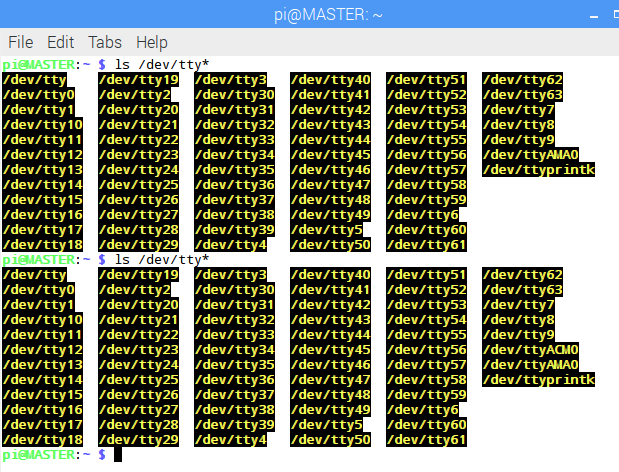 pi@MASTER: ~
File Edit Tabs Help
pi@MASTER:~ $ ls /dev/tty*
/dev/tty /dev/tty19 /dev/tty3 /dev/tty40 /dev/tty51 /dev/tty62
/dev/tty0 /dev/tty2 /dev/tty30 /dev/tty41 /dev/tty52 /dev/tty63
/dev/tty1 /dev/tty20 /dev/tty31 /dev/tty42 /dev/tty53 /dev/tty7
/dev/tty10 /dev/tty21 /dev/tty32 /dev/tty43 /dev/tty54 /dev/tty8
/dev/tty11 /dev/tty22 /dev/tty33 /dev/tty44 /dev/tty55 /dev/tty9
/dev/tty12 /dev/tty23 /dev/tty34 /dev/tty45 /dev/tty56 /dev/ttyAMA0
/dev/tty13 /dev/tty24 /dev/tty35 /dev/tty46 /dev/tty57 /dev/ttyprintk
/dev/tty14 /dev/tty25 /dev/tty36 /dev/tty47 /dev/tty58
/dev/tty15 /dev/tty26 /dev/tty37 /dev/tty48 /dev/tty59
/dev/tty16 /dev/tty27 /dev/tty38 /dev/tty49 /dev/tty6
/dev/tty17 /dev/tty28 /dev/tty39 /dev/tty5 /dev/tty60
/dev/tty18 /dev/tty29 /dev/tty4 /dev/tty50 /dev/tty61
pi@MASTER:~ $ ls /dev/tty*
/dev/tty /dev/tty19 /dev/tty3 /dev/tty40 /dev/tty51 /dev/tty62
/dev/tty0 /dev/tty2 /dev/tty30 /dev/tty41 /dev/tty52 /dev/tty63
/dev/tty1 /dev/tty20 /dev/tty31 /dev/tty42 /dev/tty53 /dev/tty7
/dev/tty10 /dev/tty21 /dev/tty32 /dev/tty43 /dev/tty54 /dev/tty8
/dev/tty11 /dev/tty22 /dev/tty33 /dev/tty44 /dev/tty55 /dev/tty9
/dev/tty12 /dev/tty23 /dev/tty34 /dev/tty45 /dev/tty56 /dev/ttyACM0
/dev/tty13 /dev/tty24 /dev/tty35 /dev/tty46 /dev/tty57 /dev/ttyAMA0
/dev/tty14 /dev/tty25 /dev/tty36 /dev/tty47 /dev/tty58 /dev/ttyprintk
/dev/tty15 /dev/tty26 /dev/tty37 /dev/tty48 /dev/tty59
/dev/tty16 /dev/tty27 /dev/tty38 /dev/tty49 /dev/tty6
/dev/tty17 /dev/tty28 /dev/tty39 /dev/tty5 /dev/tty60
/dev/tty18 /dev/tty29 /dev/tty4 /dev/tty50 /dev/tty61
pi@MASTER:~ $